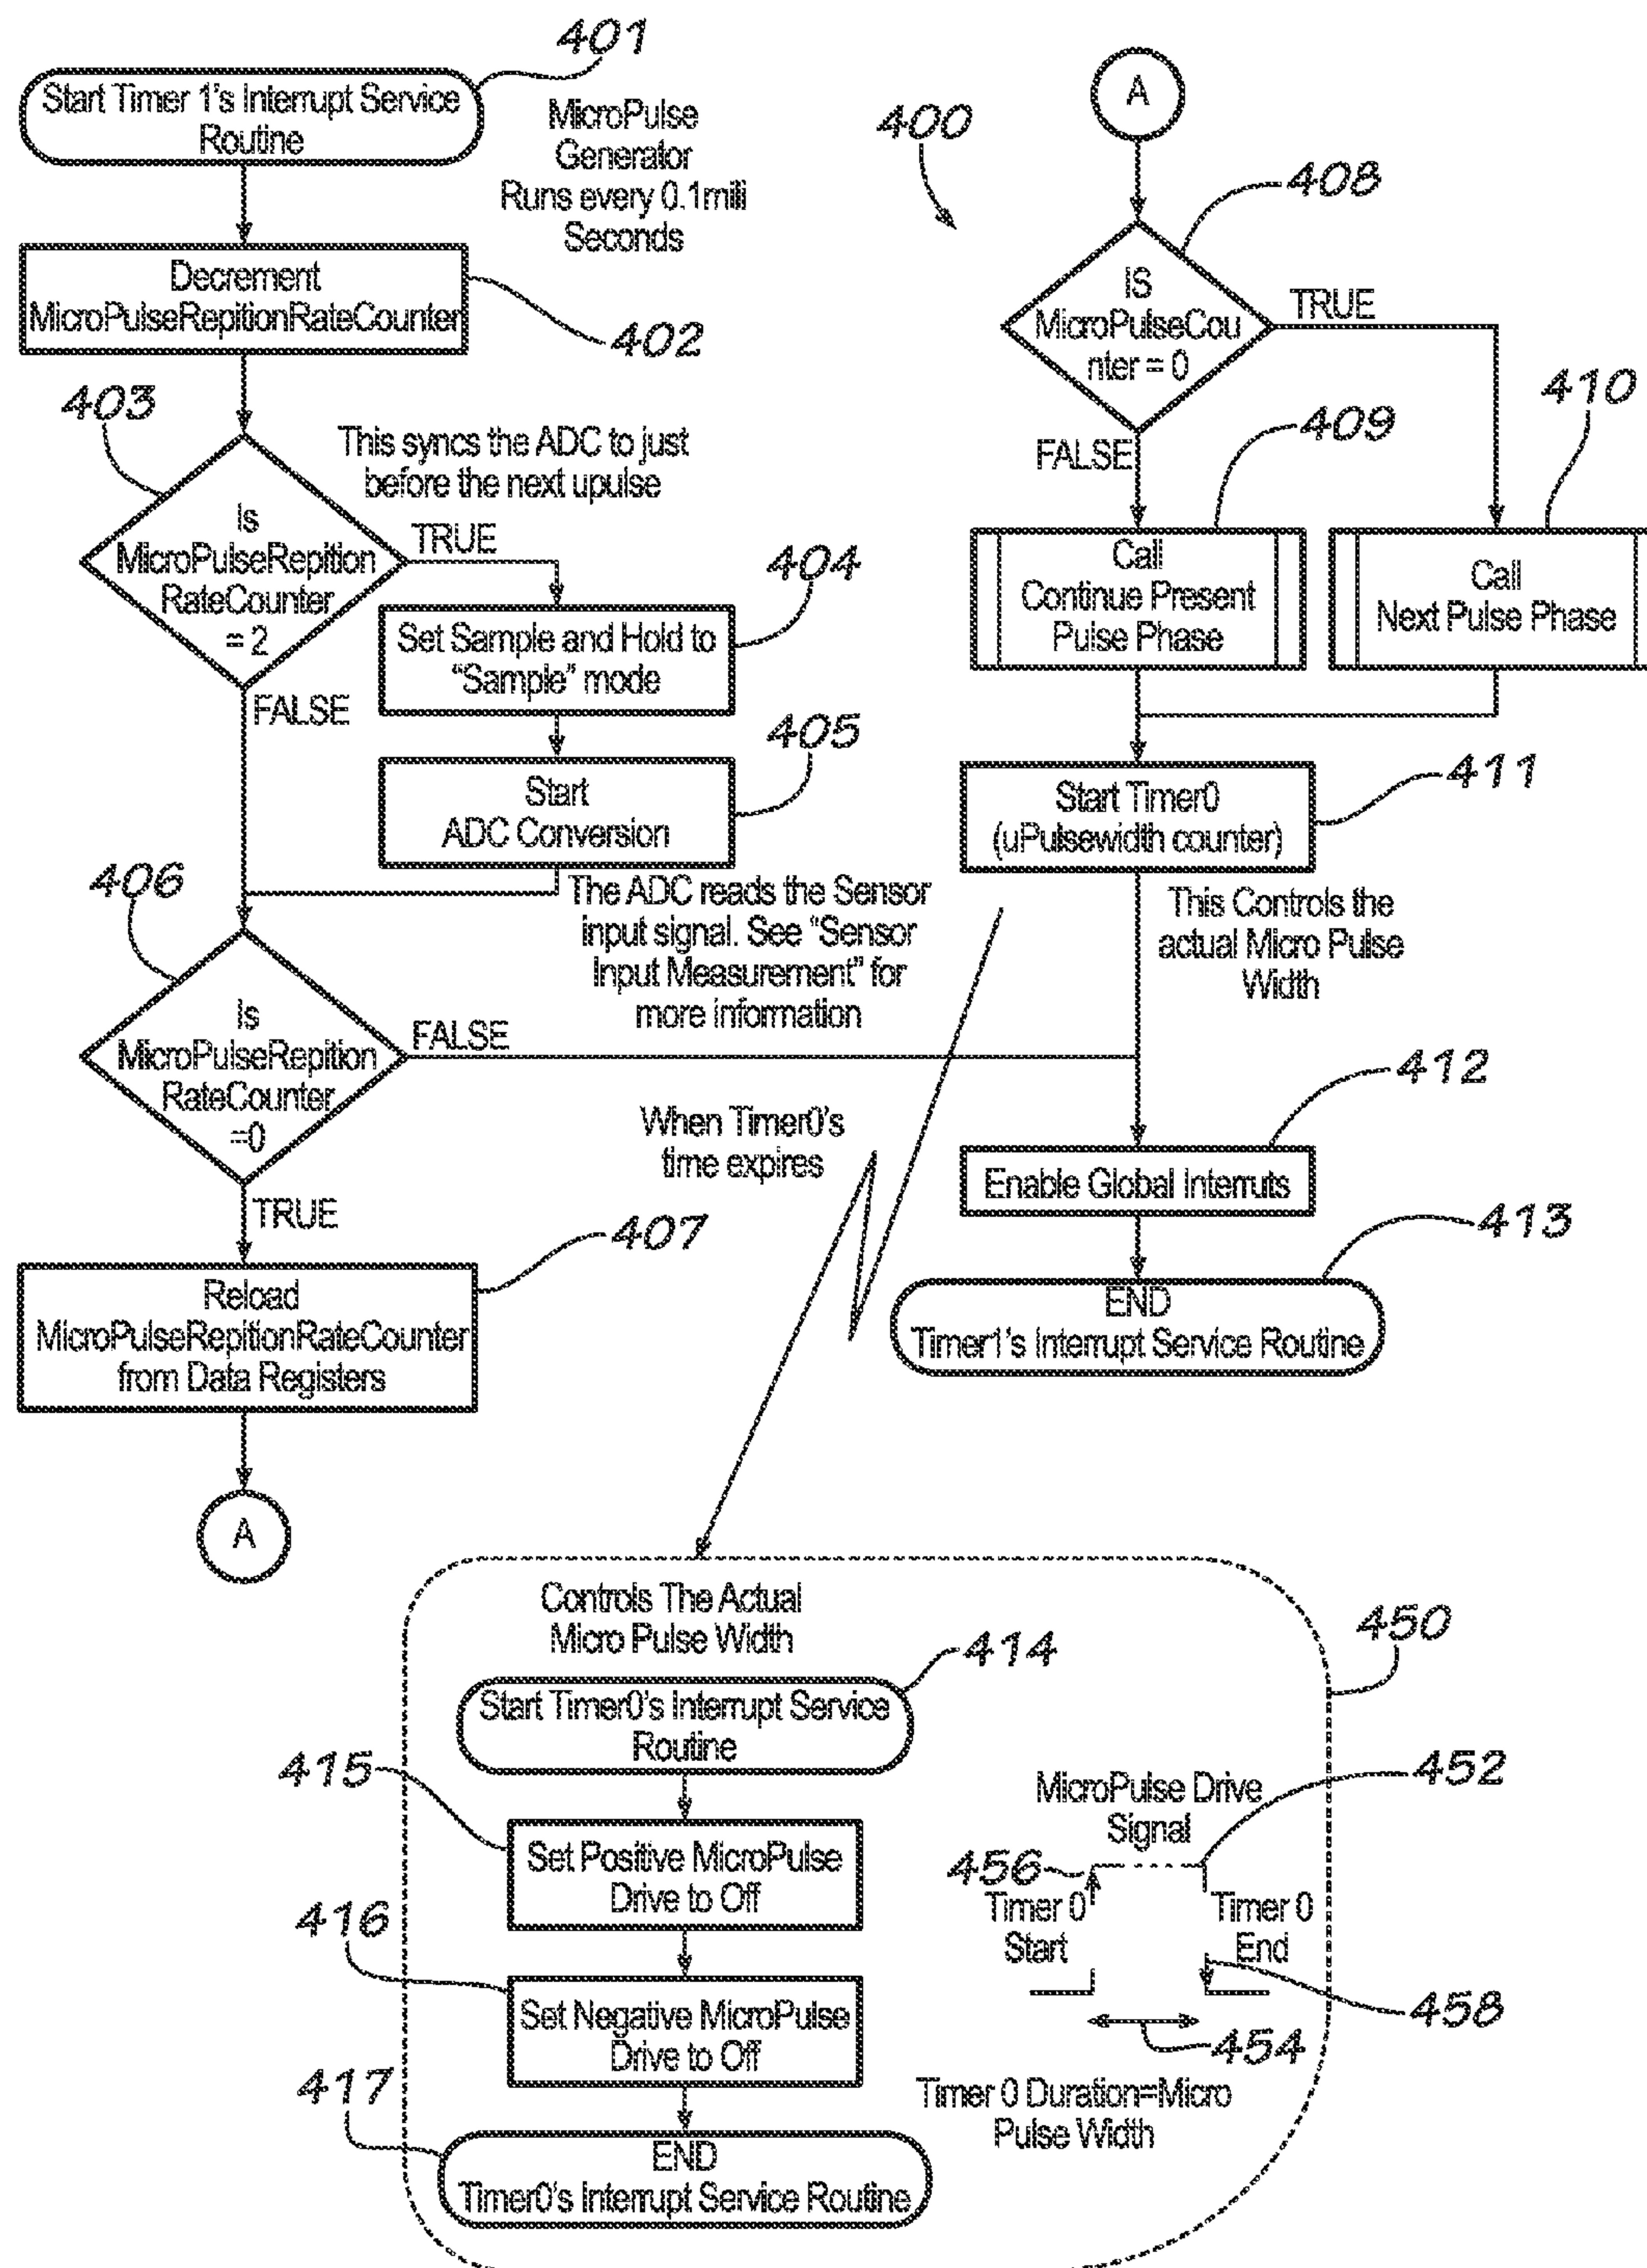 401
Start Timer 1's Interrupt Service
Routine
MicroPulse
Generator
Runs every 0.1mili
Seconds
Decrement
MicroPulseRepitionRateCounter
402
403
This syncs the ADC to just
before the next upulse
Is
MicroPulseRepition
RateCounter
= 2
TRUE
FALSE
404
Set Sample and Hold to
"Sample" mode
405
Start
ADC Conversion
The ADC reads the Sensor
input signal. See "Sensor
Input Measurement" for
more information
406
Is
MicroPulseRepition
RateCounter
=0
FALSE
TRUE
407
Reload
MicroPulseRepitionRateCounter
from Data Registers
A
400
A
408
IS
MicroPulseCou
nter = 0
TRUE
FALSE
409
410
Call
Continue Present
Pulse Phase
Call
Next Pulse Phase
411
Start Timer0
(uPulsewidth counter)
This Controls the
actual Micro Pulse
Width
When Timer0's
time expires
412
Enable Global Interruts
413
END
Timer1's Interrupt Service Routine
Controls The Actual
Micro Pulse Width
450
414
Start Timer0's Interrupt Service
Routine
415
Set Positive MicroPulse
Drive to Off
416
Set Negative MicroPulse
Drive to Off
417
END
Timer0's Interrupt Service Routine
MicroPulse Drive
Signal
452
456
Timer 0
Start
Timer 0
End
458
454
Timer 0 Duration=Micro
Pulse Width